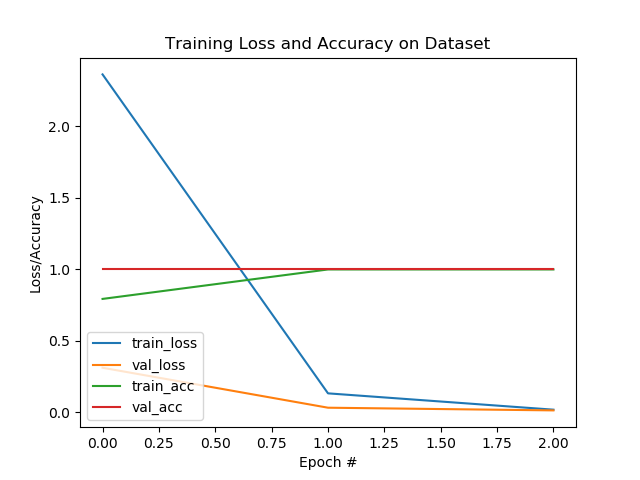 Training Loss and Accuracy on Dataset
Loss/Accuracy
2.0
1.5
1.0
0.5
0.0
train_loss
val_loss
train_acc
val_acc
0.00 0.25 0.50 0.75 1.00 1.25 1.50 1.75 2.00
Epoch #